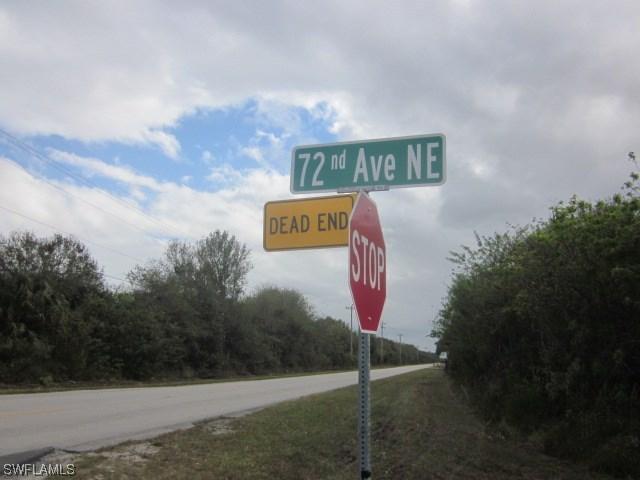 72nd Ave NE
DEAD END
STOP
SWFLAMLS